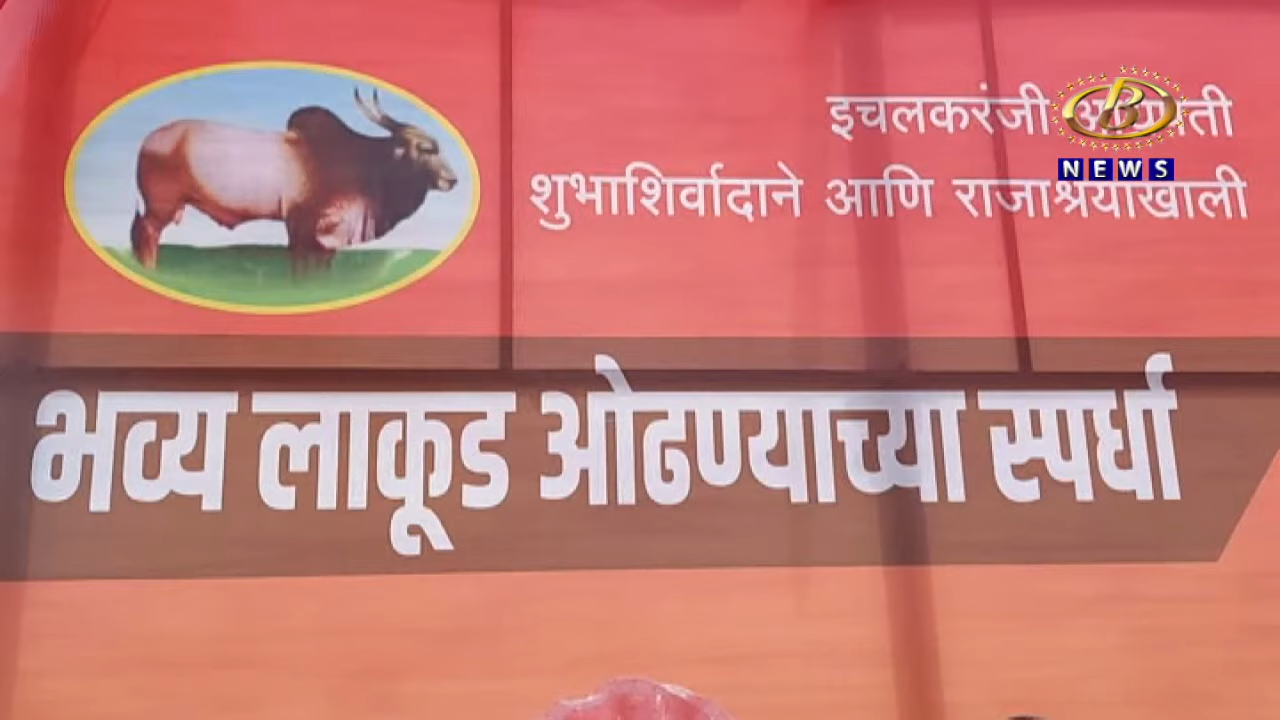 इचलकरंजी
शुभाशिर्वादाने आणि राजाश्रयाखाली
भव्य लाकूड ओढण्याच्या स्पर्धा
B
NEWS